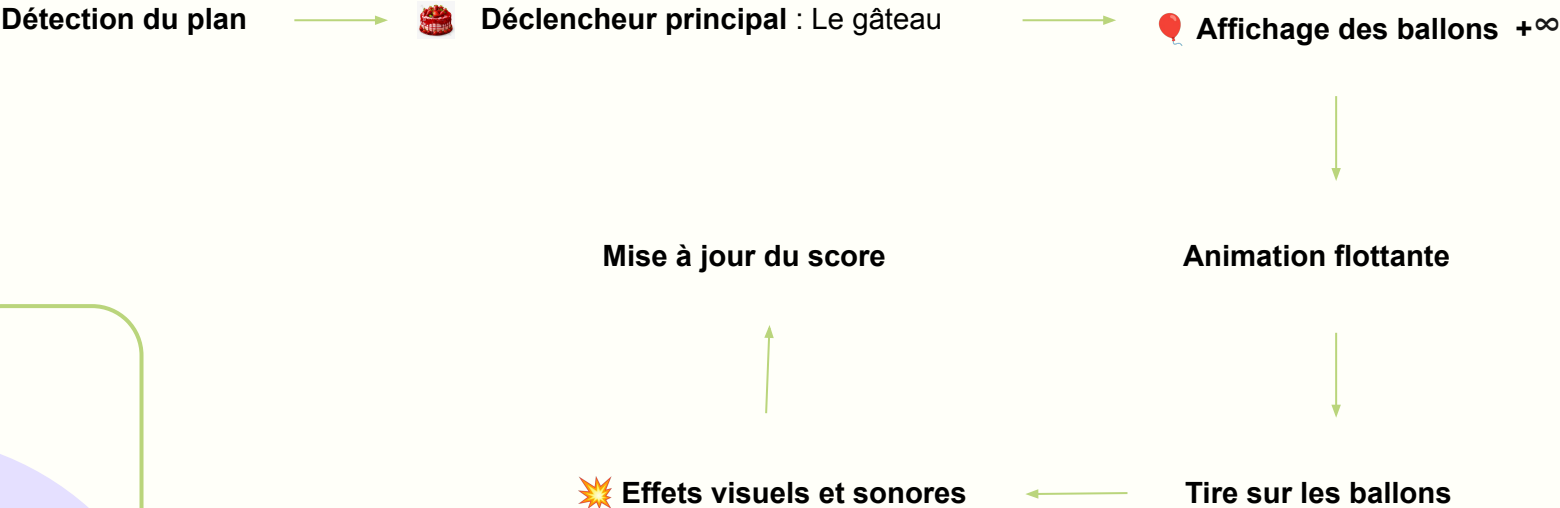 Détection du plan
Déclencheur principal : Le gâteau
Affichage des ballons +∞
Mise à jour du score
Animation flottante
Effets visuels et sonores
Tire sur les ballons